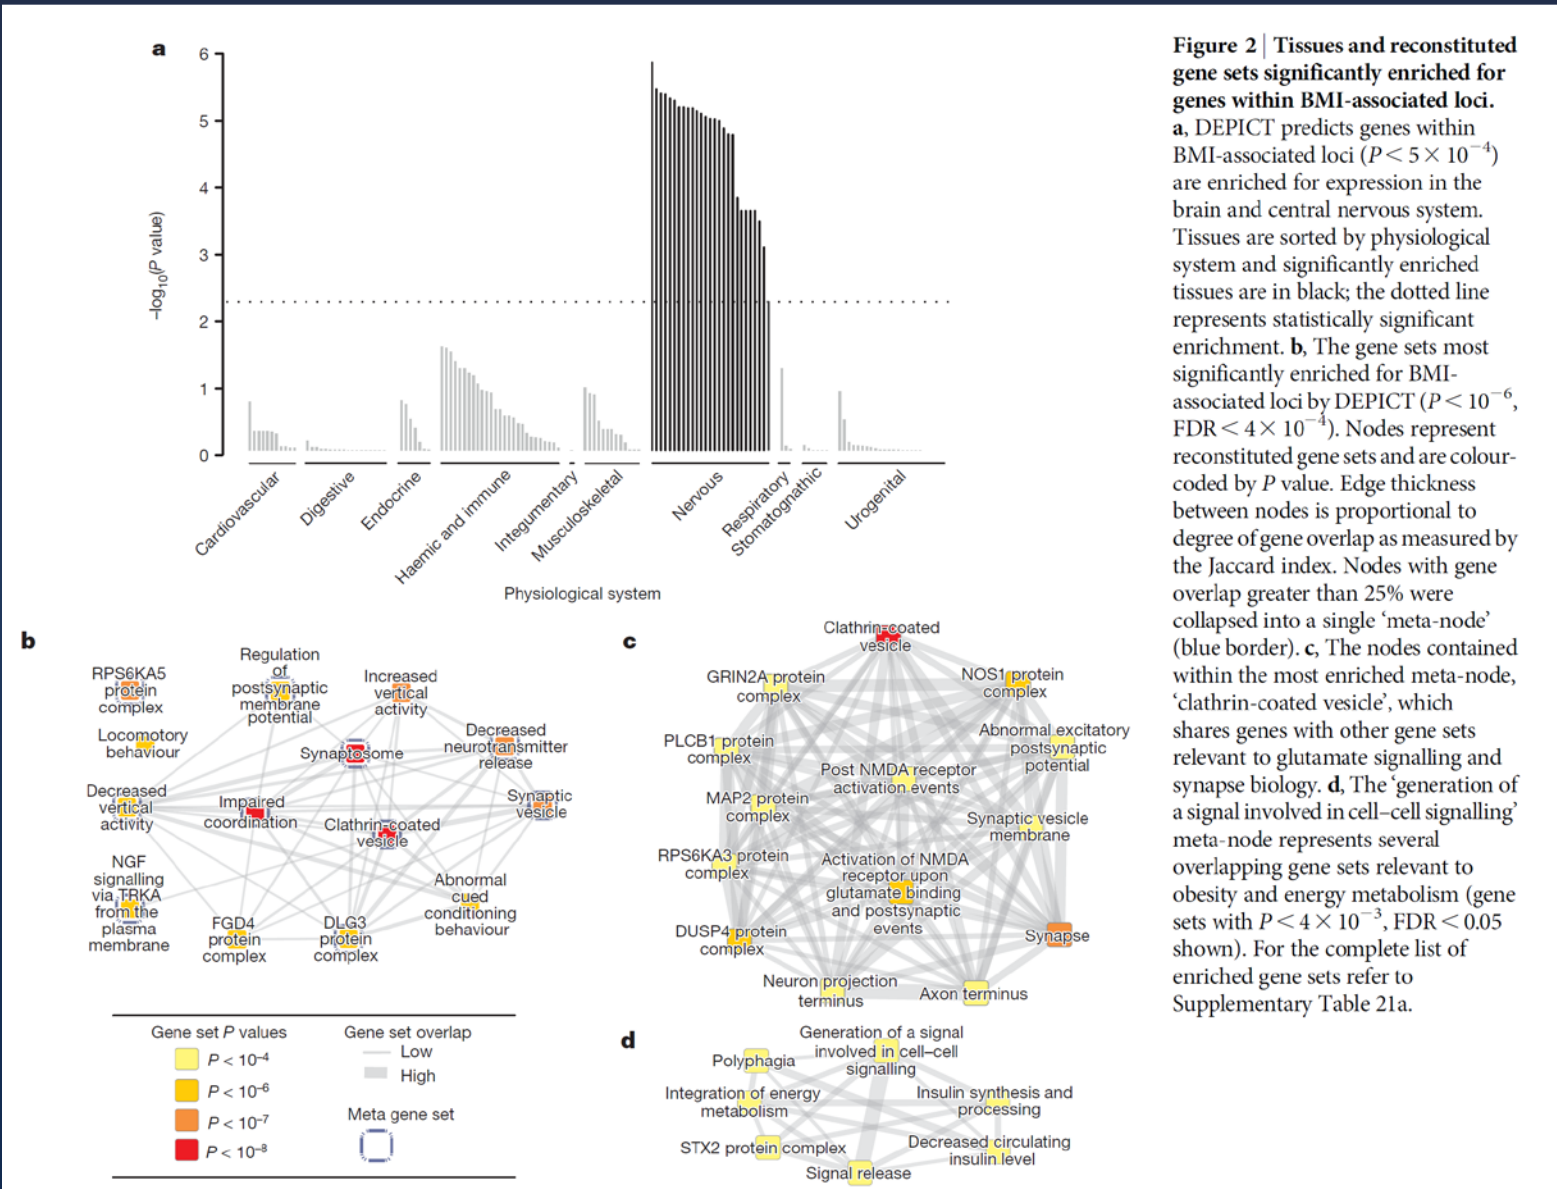 a
6
5
4
3
2
1
0
–log10(P value)
Cardiovascular
Digestive
Endocrine
Haemic and immune
Integumentary
Musculoskeletal
Nervous
Respiratory
Stomatognathic
Urogenital
Physiological system
Figure 2 | Tissues and reconstituted
gene sets significantly enriched for
genes within BMI-associated loci.
a, DEPICT predicts genes within
BMI-associated loci (P < 5 × 10−4)
are enriched for expression in the
brain and central nervous system.
Tissues are sorted by physiological
system and significantly enriched
tissues are in black; the dotted line
represents statistically significant
enrichment. b, The gene sets most
significantly enriched for BMI-
associated loci by DEPICT (P < 10−6,
FDR < 4 × 10−4). Nodes represent
reconstituted gene sets and are colour-
coded by P value. Edge thickness
between nodes is proportional to
degree of gene overlap as measured by
the Jaccard index. Nodes with gene
overlap greater than 25% were
collapsed into a single ‘meta-node’
(blue border). c, The nodes contained
within the most enriched meta-node,
‘clathrin-coated vesicle’, which
shares genes with other gene sets
relevant to glutamate signalling and
synapse biology. d, The ‘generation of
a signal involved in cell–cell signalling’
meta-node represents several
overlapping gene sets relevant to
obesity and energy metabolism (gene
sets with P < 4 × 10−3, FDR < 0.05
shown). For the complete list of
enriched gene sets refer to
Supplementary Table 21a.
b
RPS6KA5
protein
complex
Regulation
of
postsynaptic
membrane
potential
Increased
vertical
activity
Locomotory
behaviour
Synaptosome
Decreased
neurotransmitter
release
Decreased
vertical
activity
Impaired
coordination
Clathrin-coated
vesicle
Synaptic
vesicle
NGF
signalling
via TRKA
from the
plasma
membrane
FGD4
protein
complex
DLG3
protein
complex
Abnormal
cued
conditioning
behaviour
Gene set P values
P < 10–4
P < 10–6
P < 10–7
P < 10–8
Gene set overlap
Low
High
Meta gene set
c
Clathrin-coated
vesicle
GRIN2A protein
complex
NOS1 protein
complex
PLCB1 protein
complex
Abnormal excitatory
postsynaptic
potential
Post NMDA receptor
activation events
MAP2 protein
complex
Synaptic vesicle
membrane
RPS6KA3 protein
complex
Activation of NMDA
receptor upon
glutamate binding
and postsynaptic
events
DUSP4 protein
complex
Synapse
Neuron projection
terminus
Axon terminus
d
Generation of a signal
involved in cell–cell
signalling
Polyphagia
Integration of energy
metabolism
Insulin synthesis and
processing
STX2 protein complex
Decreased circulating
insulin level
Signal release